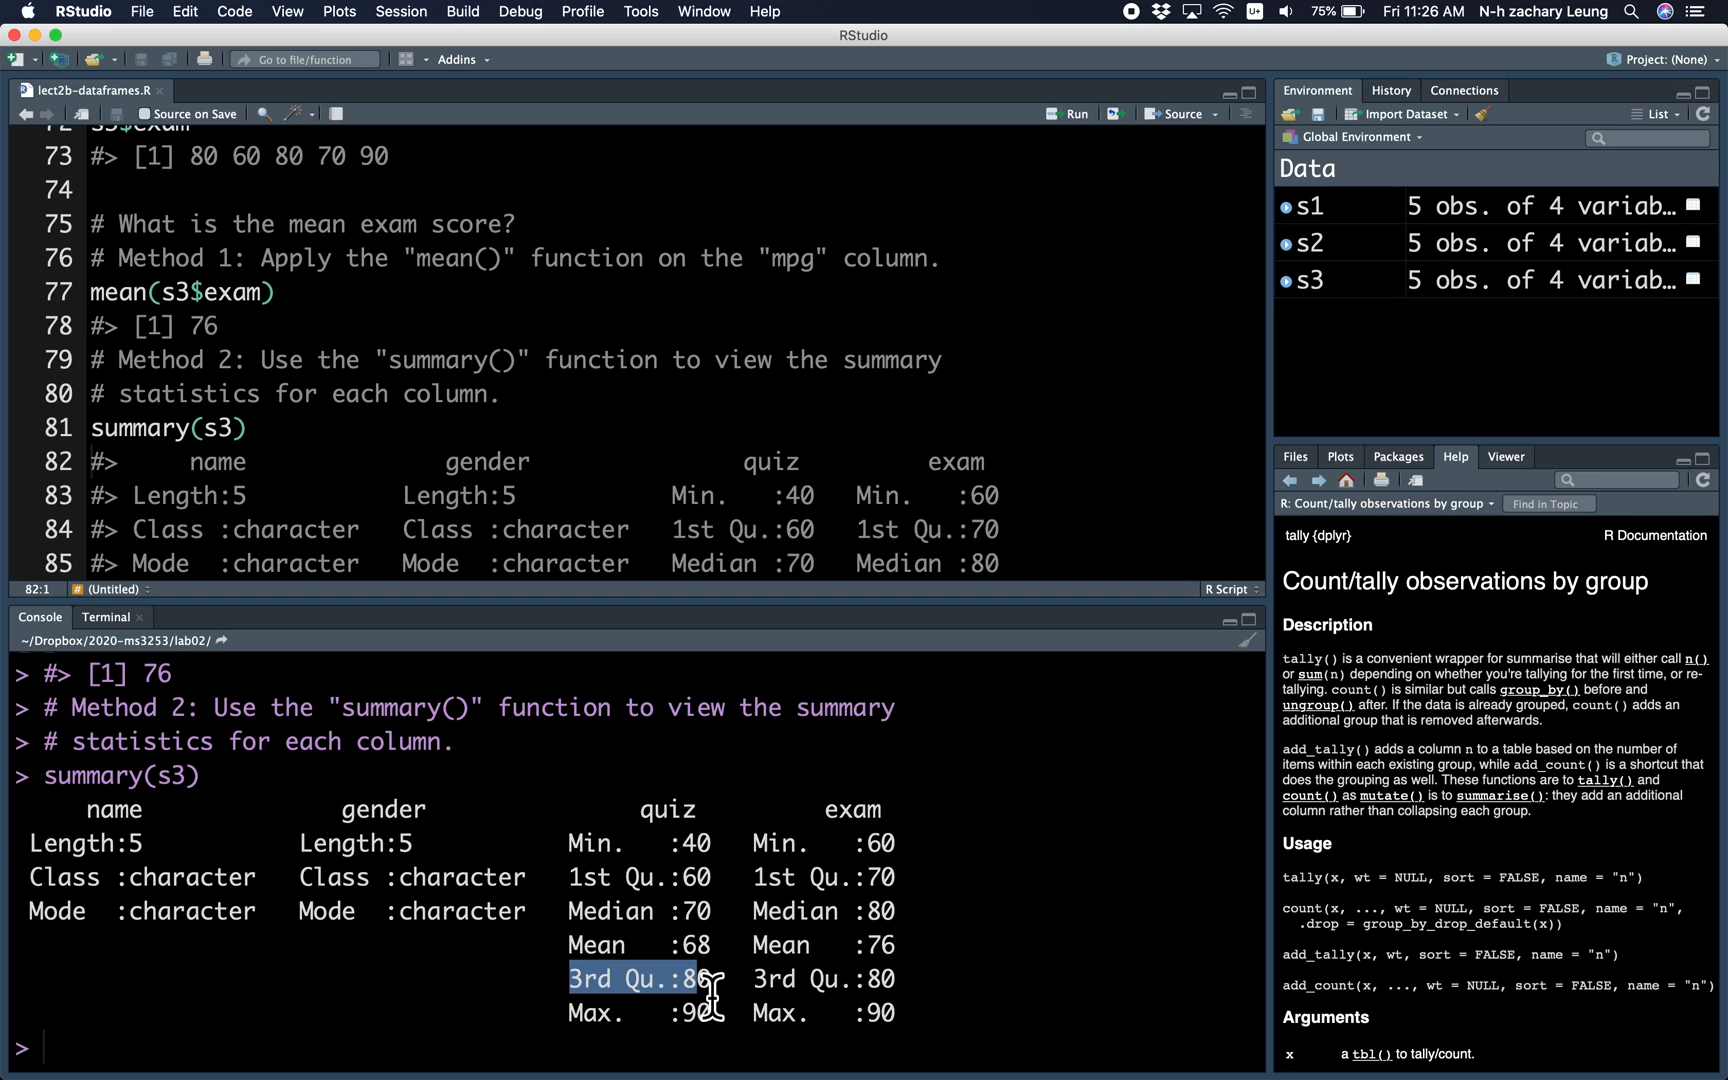 RStudio File Edit Code View Plots Session Build Debug Profile Tools Window Help 75% Fri 11:26 AM N-h zachary Leung
RStudio
Go to file/function Addins Project: (None)
lect2b-dataframes.R
Source on Save Run Source
72 s3$exam
73 #> [1] 80 60 80 70 90
74
75 # What is the mean exam score?
76 # Method 1: Apply the "mean()" function on the "mpg" column.
77 mean(s3$exam)
78 #> [1] 76
79 # Method 2: Use the "summary()" function to view the summary
80 # statistics for each column.
81 summary(s3)
82 #> name gender quiz exam
83 #> Length:5 Length:5 Min. :40 Min. :60
84 #> Class :character Class :character 1st Qu.:60 1st Qu.:70
85 #> Mode :character Mode :character Median :70 Median :80
82:1 # (Untitled) R Script
Console Terminal
~/Dropbox/2020-ms3253/lab02/
> #> [1] 76
> # Method 2: Use the "summary()" function to view the summary
> # statistics for each column.
> summary(s3)
name gender quiz exam
Length:5 Length:5 Min. :40 Min. :60
Class :character Class :character 1st Qu.:60 1st Qu.:70
Mode :character Mode :character Median :70 Median :80
Mean :68 Mean :76
3rd Qu.:80 3rd Qu.:80
Max. :90 Max. :90
>
Environment History Connections
Import Dataset List
Global Environment
Data
s1 5 obs. of 4 variab…
s2 5 obs. of 4 variab…
s3 5 obs. of 4 variab…
Files Plots Packages Help Viewer
R: Count/tally observations by group Find in Topic
tally {dplyr} R Documentation
Count/tally observations by group
Description
tally() is a convenient wrapper for summarise that will either call n()
or sum(n) depending on whether you're tallying for the first time, or re-
tallying. count() is similar but calls group_by() before and
ungroup() after. If the data is already grouped, count() adds an
additional group that is removed afterwards.
add_tally() adds a column n to a table based on the number of
items within each existing group, while add_count() is a shortcut that
does the grouping as well. These functions are to tally() and
count() as mutate() is to summarise(): they add an additional
column rather than collapsing each group.
Usage
tally(x, wt = NULL, sort = FALSE, name = "n")
count(x, ..., wt = NULL, sort = FALSE, name = "n",
.drop = group_by_drop_default(x))
add_tally(x, wt, sort = FALSE, name = "n")
add_count(x, ..., wt = NULL, sort = FALSE, name = "n")
Arguments
x a tbl() to tally/count.